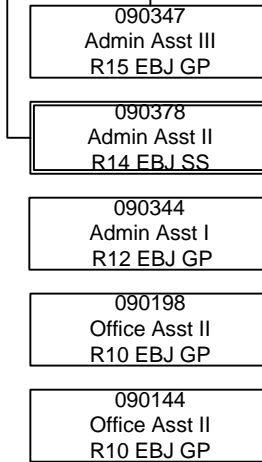 090347
Admin Asst III
R15 EBJ GP
090378
Admin Asst II
R14 EBJ SS
090344
Admin Asst I
R12 EBJ GP
090198
Office Asst II
R10 EBJ GP
090144
Office Asst II
R10 EBJ GP